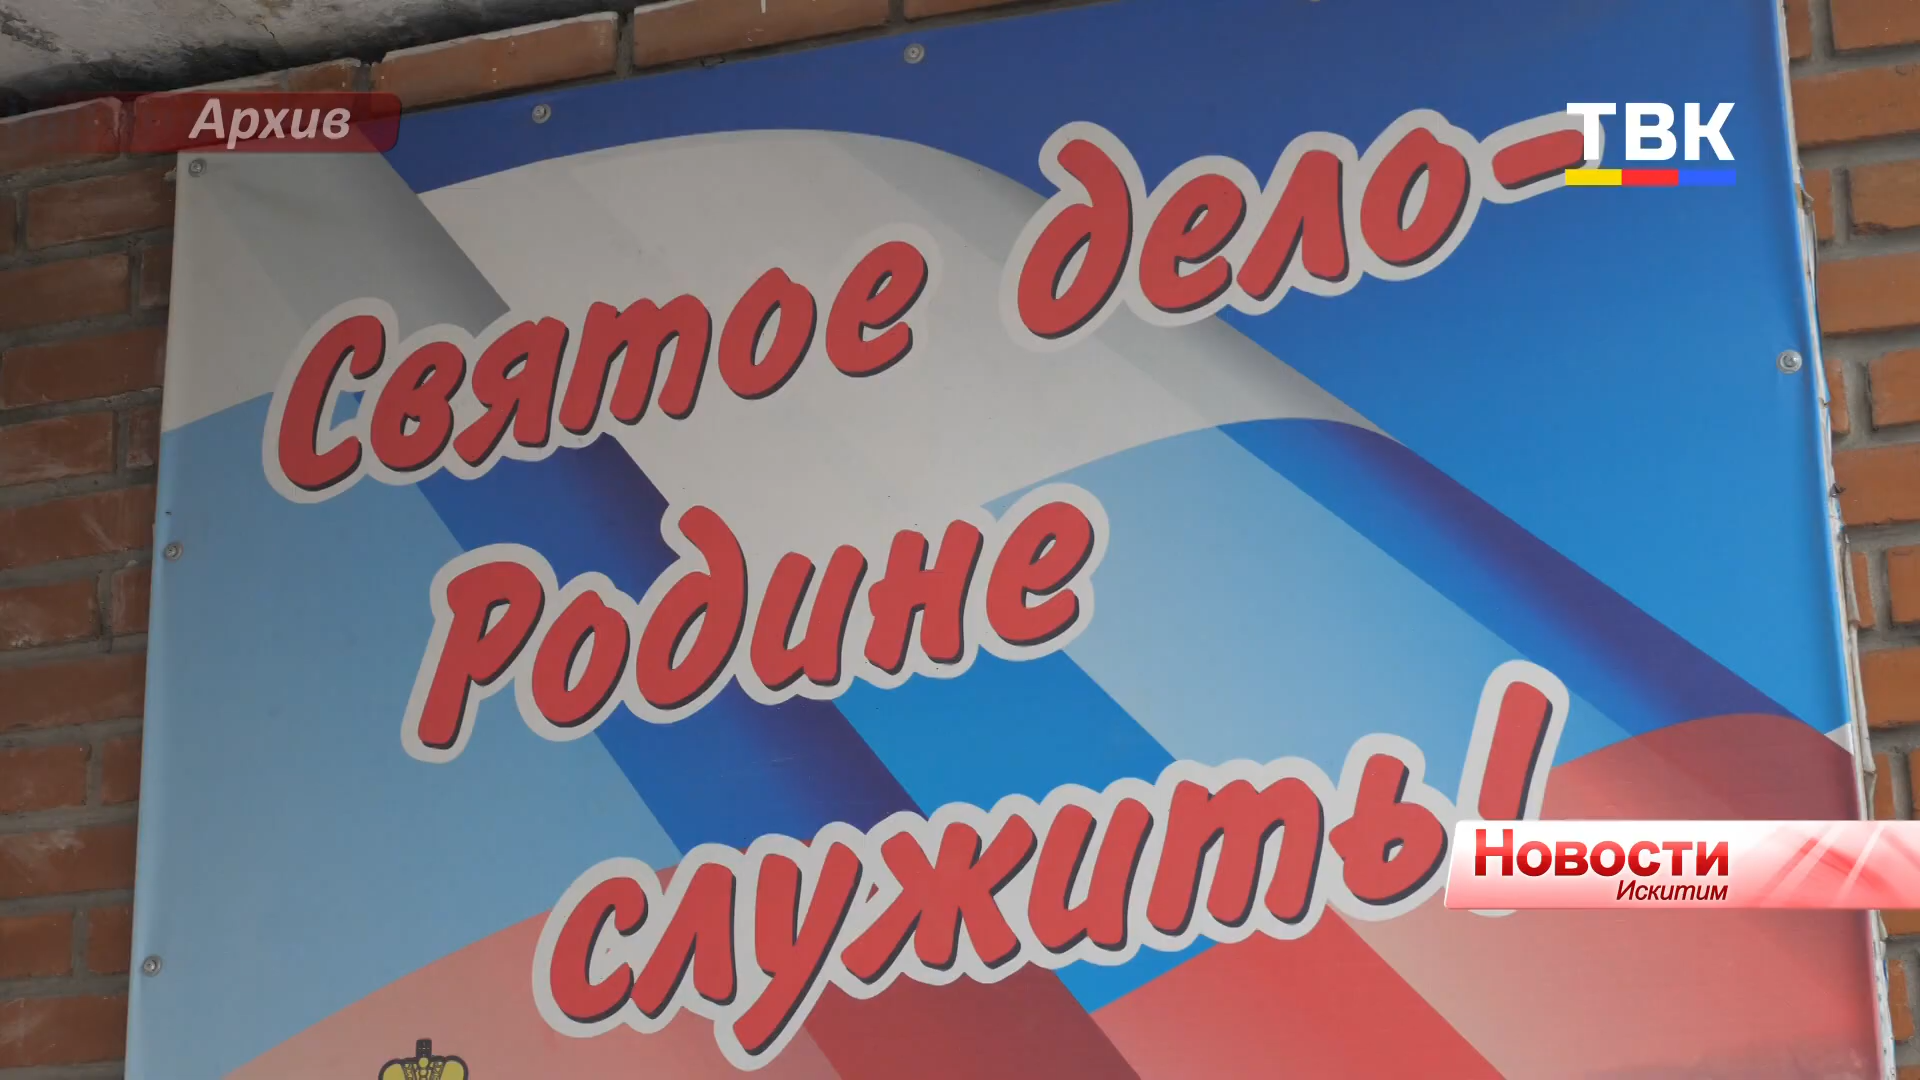 Архив
ТВК
Святое дело-
Родине
служить!
Новости
Искитим